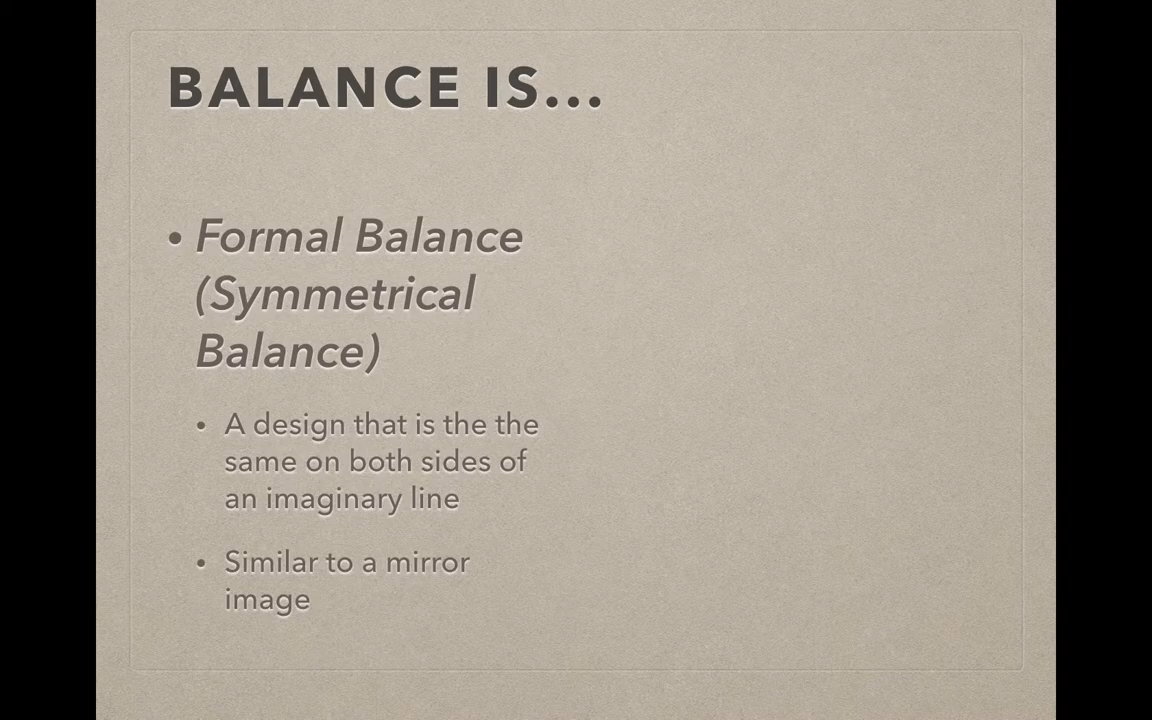 BALANCE IS...
• Formal Balance
(Symmetrical
Balance)
• A design that is the the
same on both sides of
an imaginary line
• Similar to a mirror
image